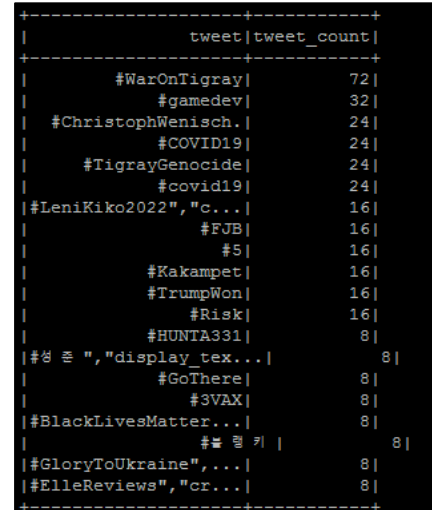 +--------------------+-----------+
|               tweet|tweet_count|
+--------------------+-----------+
|         #WarOnTigray|         72|
|             #gamedev|         32|
|   #ChristophWenisch.|         24|
|             #COVID19|         24|
|      #TigrayGenocide|         24|
|             #covid19|         24|
|#LeniKiko2022","c...|         16|
|                 #FJB|         16|
|                   #5|         16|
|            #Kakampet|         16|
|            #TrumpWon|         16|
|                #Risk|         16|
|            #HUNTA331|          8|
|#성 준 ","display_tex...|          8|
|             #GoThere|          8|
|                #3VAX|          8|
|#BlackLivesMatter...|          8|
|                #블 랭 키 |          8|
|#GloryToUkraine",...|          8|
|#ElleReviews","cr...|          8|
+--------------------+-----------+